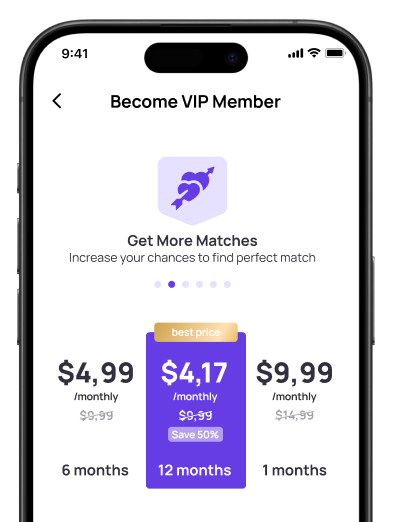 9:41
Become VIP Member
Get More Matches
Increase your chances to find perfect match
best price
$4,99
/monthly
$9,99
6 months
$4,17
/monthly
$9,99
Save 50%
12 months
$9,99
/monthly
$14,99
1 months